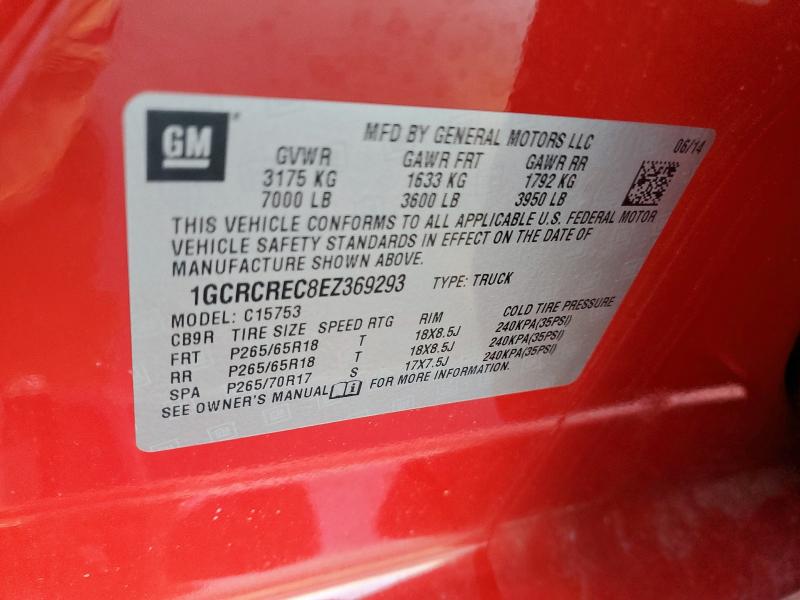 GM
MFD BY GENERAL MOTORS LLC 06/14
GVWR GAWR FRT GAWR RR
3175 KG 1633 KG 1792 KG
7000 LB 3600 LB 3950 LB
THIS VEHICLE CONFORMS TO ALL APPLICABLE U.S. FEDERAL MOTOR
VEHICLE SAFETY STANDARDS IN EFFECT ON THE DATE OF
MANUFACTURE SHOWN ABOVE.
1GCRCREC8EZ369293 TYPE: TRUCK
MODEL: C15753
CB9R TIRE SIZE SPEED RTG RIM COLD TIRE PRESSURE
FRT P265/65R18 T 18X8.5J 240KPA(35PSI)
RR P265/65R18 T 18X8.5J 240KPA(35PSI)
SPA P265/70R17 S 17X7.5J 240KPA(35PSI)
SEE OWNER'S MANUAL FOR MORE INFORMATION.